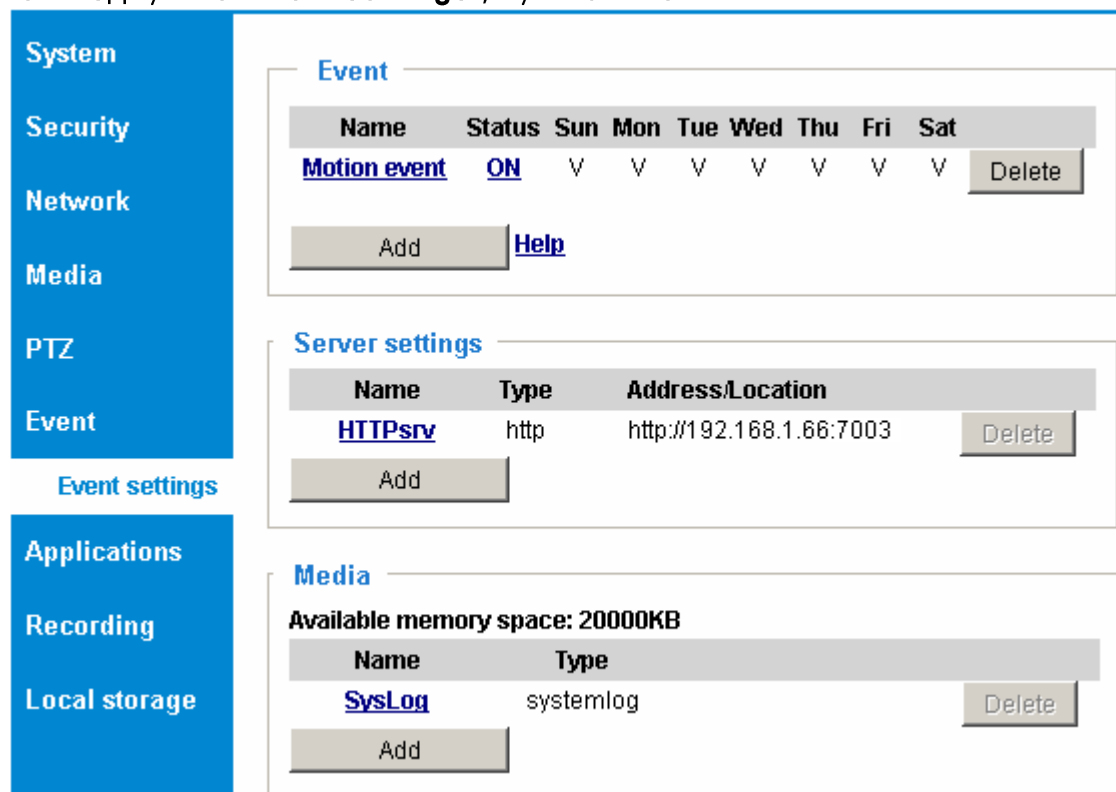 System
Security
Network
Media
PTZ
Event
Event settings
Applications
Recording
Local storage
Event
Name Status Sun Mon Tue Wed Thu Fri Sat
Motion event ON V V V V V V V Delete
Add Help
Server settings
Name Type Address/Location
HTTPsrv http http://192.168.1.66:7003 Delete
Add
Media
Available memory space: 20000KB
Name Type
SysLog systemlog Delete
Add